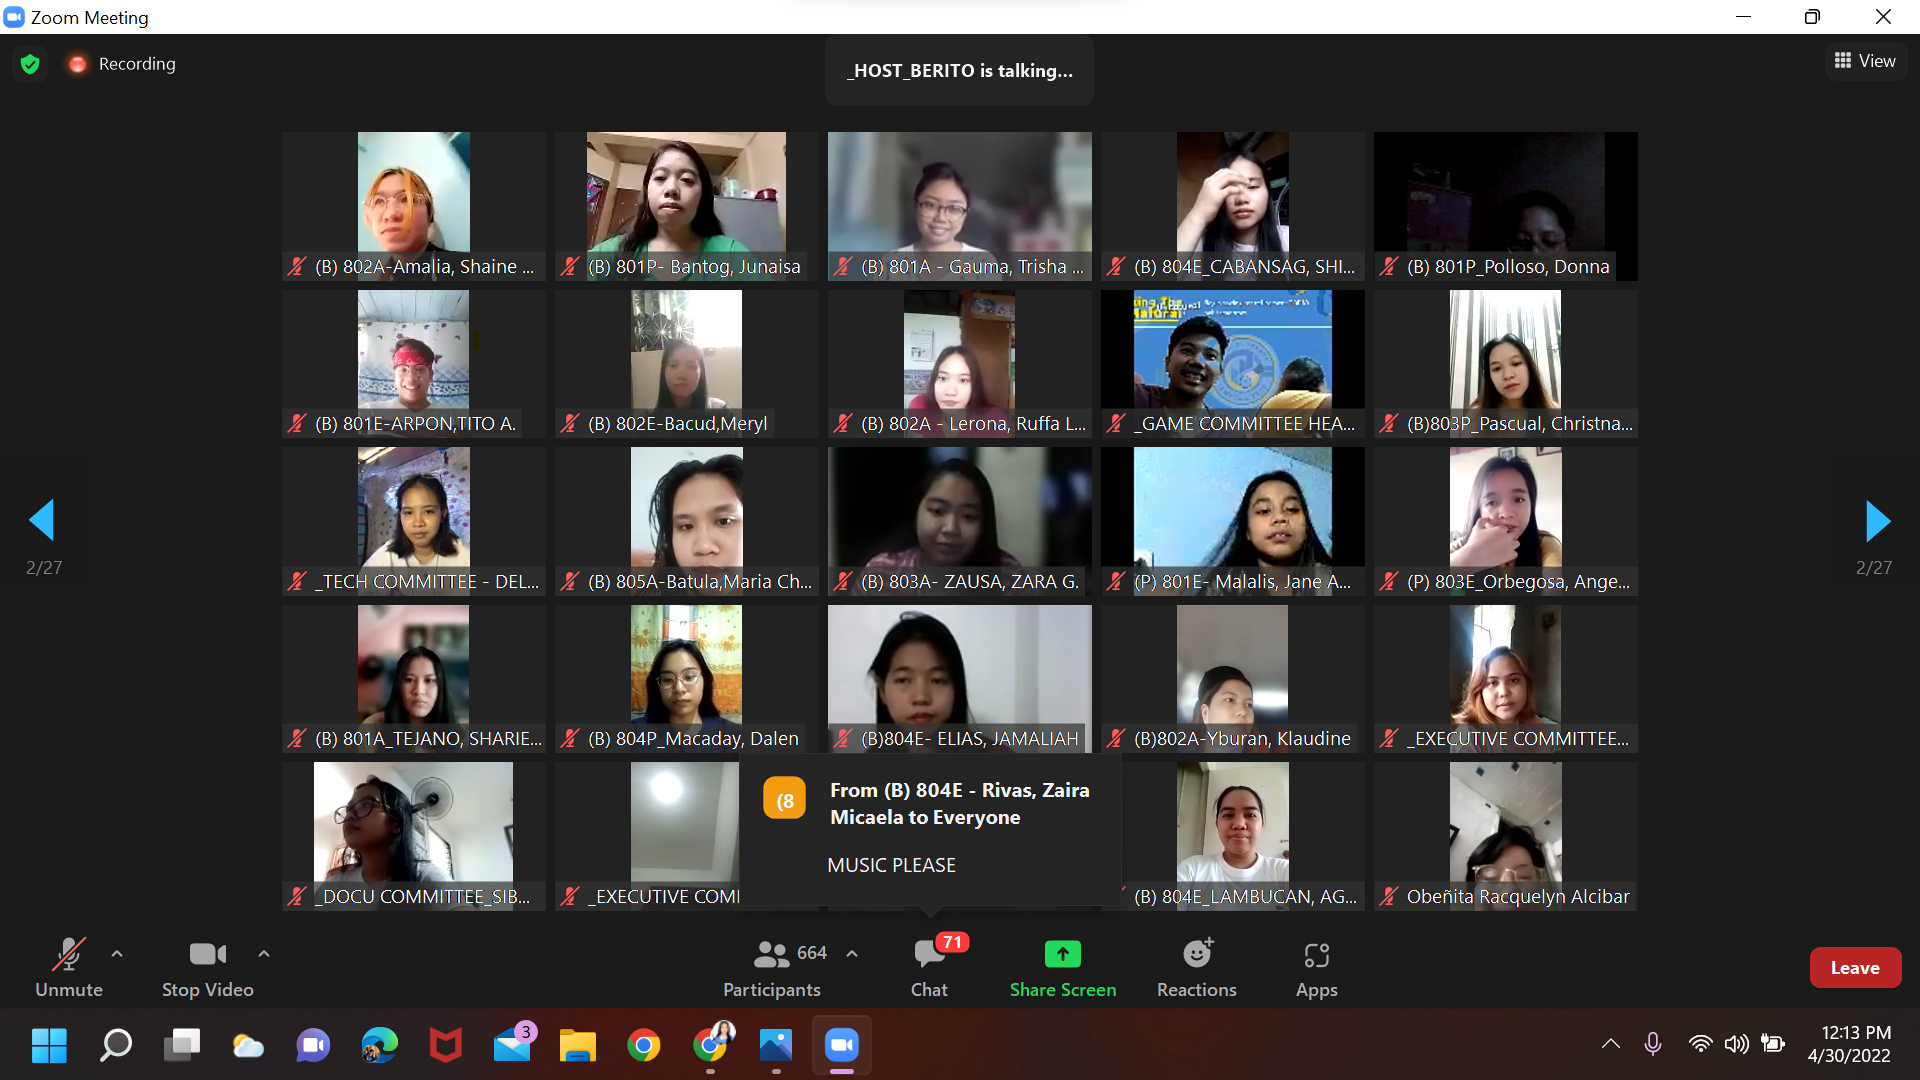 Zoom Meeting
Recording
_HOST_BERITO is talking...
View
(B) 802A-Amalia, Shaine ...
(B) 801P- Bantog, Junaisa
(B) 801A - Gauma, Trisha ...
(B) 804E_CABANSAG, SHI...
(B) 801P_Polloso, Donna
(B) 801E-ARPON,TITO A.
(B) 802E-Bacud,Meryl
(B) 802A - Lerona, Ruffa L...
_GAME COMMITTEE HEA...
(B)803P_Pascual, Christna...
2/27
2/27
_TECH COMMITTEE - DEL...
(B) 805A-Batula,Maria Ch...
(B) 803A- ZAUSA, ZARA G.
(P) 801E- Malalis, Jane A...
(P) 803E_Orbegosa, Ange...
(B) 801A_TEJANO, SHARIE...
(B) 804P_Macaday, Dalen
(B)804E- ELIAS, JAMALIAH
(B)802A-Yburan, Klaudine
_EXECUTIVE COMMITTEE...
(8
From (B) 804E - Rivas, Zaira
Micaela to Everyone
MUSIC PLEASE
_DOCU COMMITTEE_SIB...
_EXECUTIVE COMI
(B) 804E_LAMBUCAN, AG...
Obeñita Racquelyn Alcibar
Unmute
Stop Video
664
Participants
71
Chat
Share Screen
Reactions
Apps
Leave
3
12:13 PM
4/30/2022